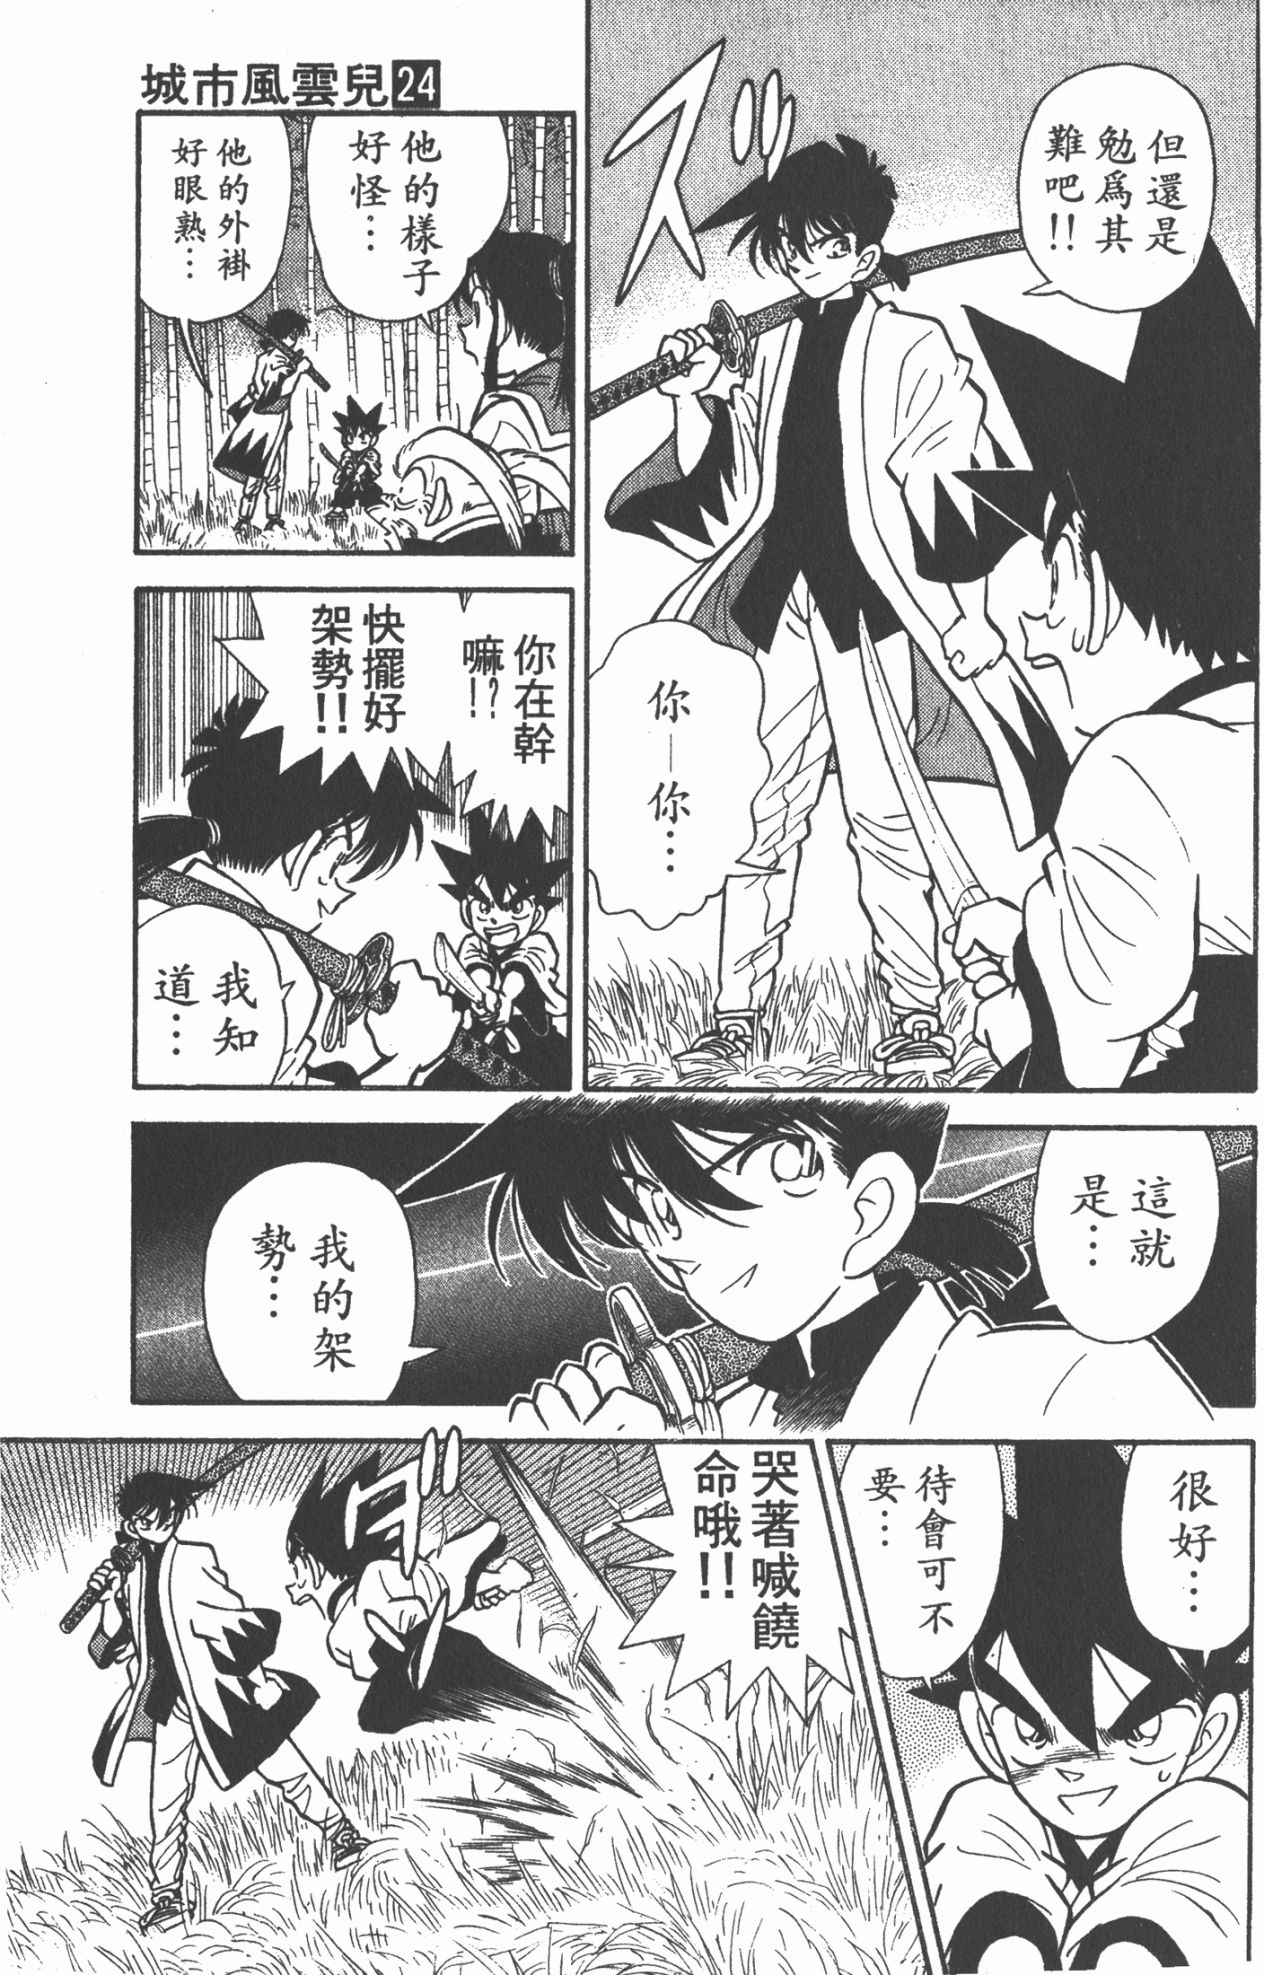 城市風雲兒24
但還是
勉爲其
難吧!!
ズッ
你—你…
他的樣子
好怪…
他的外褂
好眼熟…
你在幹
嘛!?
快擺好
架勢!!
我知
道…
這就
是…
我的架
勢…
很好…
待會可不
要…
哭著喊饒
命哦!!
ダッ